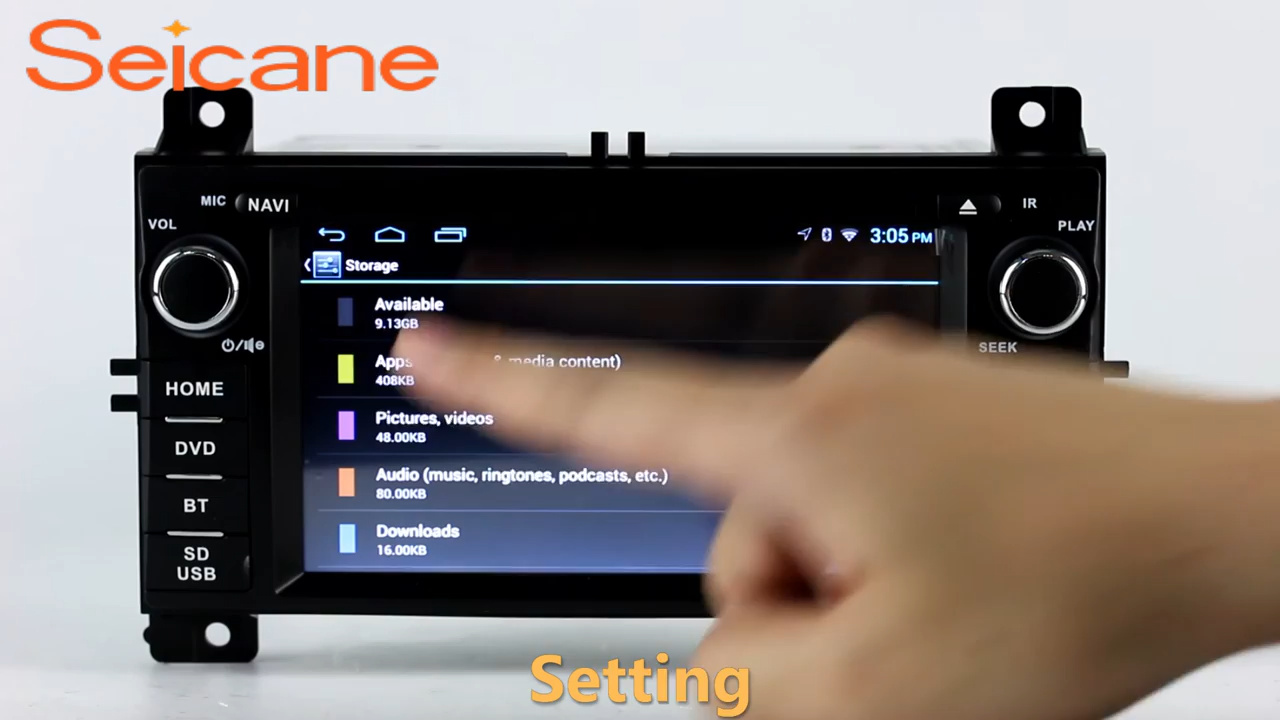 Seicane
MIC
NAVI
IR
VOL
PLAY
3:05 PM
Storage
Available
9.13GB
SEEK
Apps & media content)
408KB
HOME
Pictures, videos
48.00KB
DVD
Audio (music, ringtones, podcasts, etc.)
80.00KB
BT
Downloads
16.00KB
SD
USB
Setting